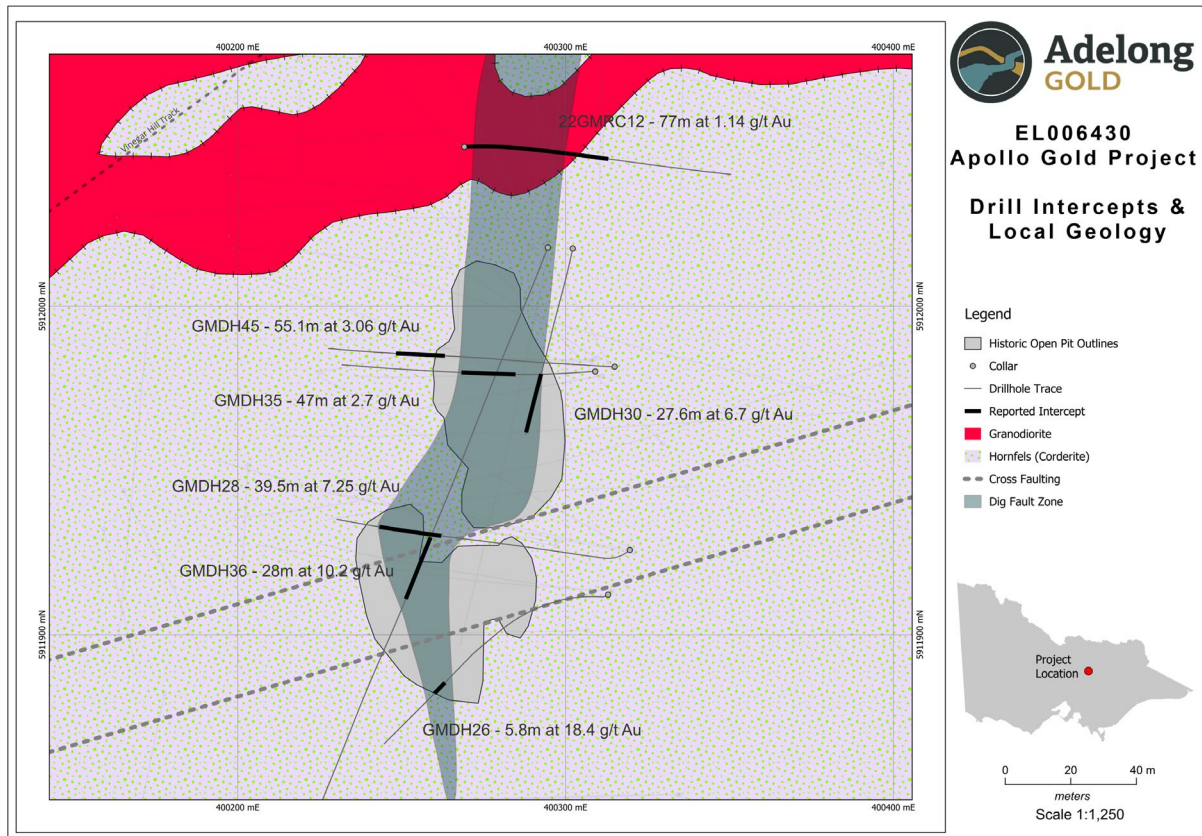 400200 mE
400300 mE
400400 mE
Vinegar Hill Track
22GMRC12 - 77m at 1.14 g/t Au
5912000 mN
5912000 mN
GMDH45 - 55.1m at 3.06 g/t Au
GMDH35 - 47m at 2.7 g/t Au
GMDH30 - 27.6m at 6.7 g/t Au
GMDH28 - 39.5m at 7.25 g/t Au
GMDH36 - 28m at 10.2 g/t Au
5911900 mN
5911900 mN
GMDH26 - 5.8m at 18.4 g/t Au
400200 mE
400300 mE
400400 mE
Adelong
GOLD
EL006430
Apollo Gold Project
Drill Intercepts &
Local Geology
Legend
Historic Open Pit Outlines
Collar
Drillhole Trace
Reported Intercept
Granodiorite
Hornfels (Corderite)
Cross Faulting
Dig Fault Zone
Project
Location
0 20 40 m
meters
Scale 1:1,250